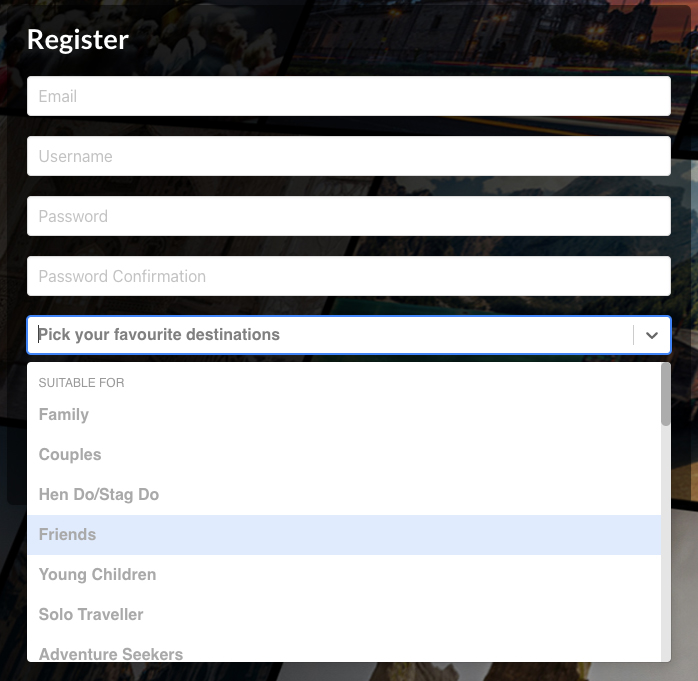 Register
Email
Username
Password
Password Confirmation
Pick your favourite destinations
SUITABLE FOR
Family
Couples
Hen Do/Stag Do
Friends
Young Children
Solo Traveller
Adventure Seekers